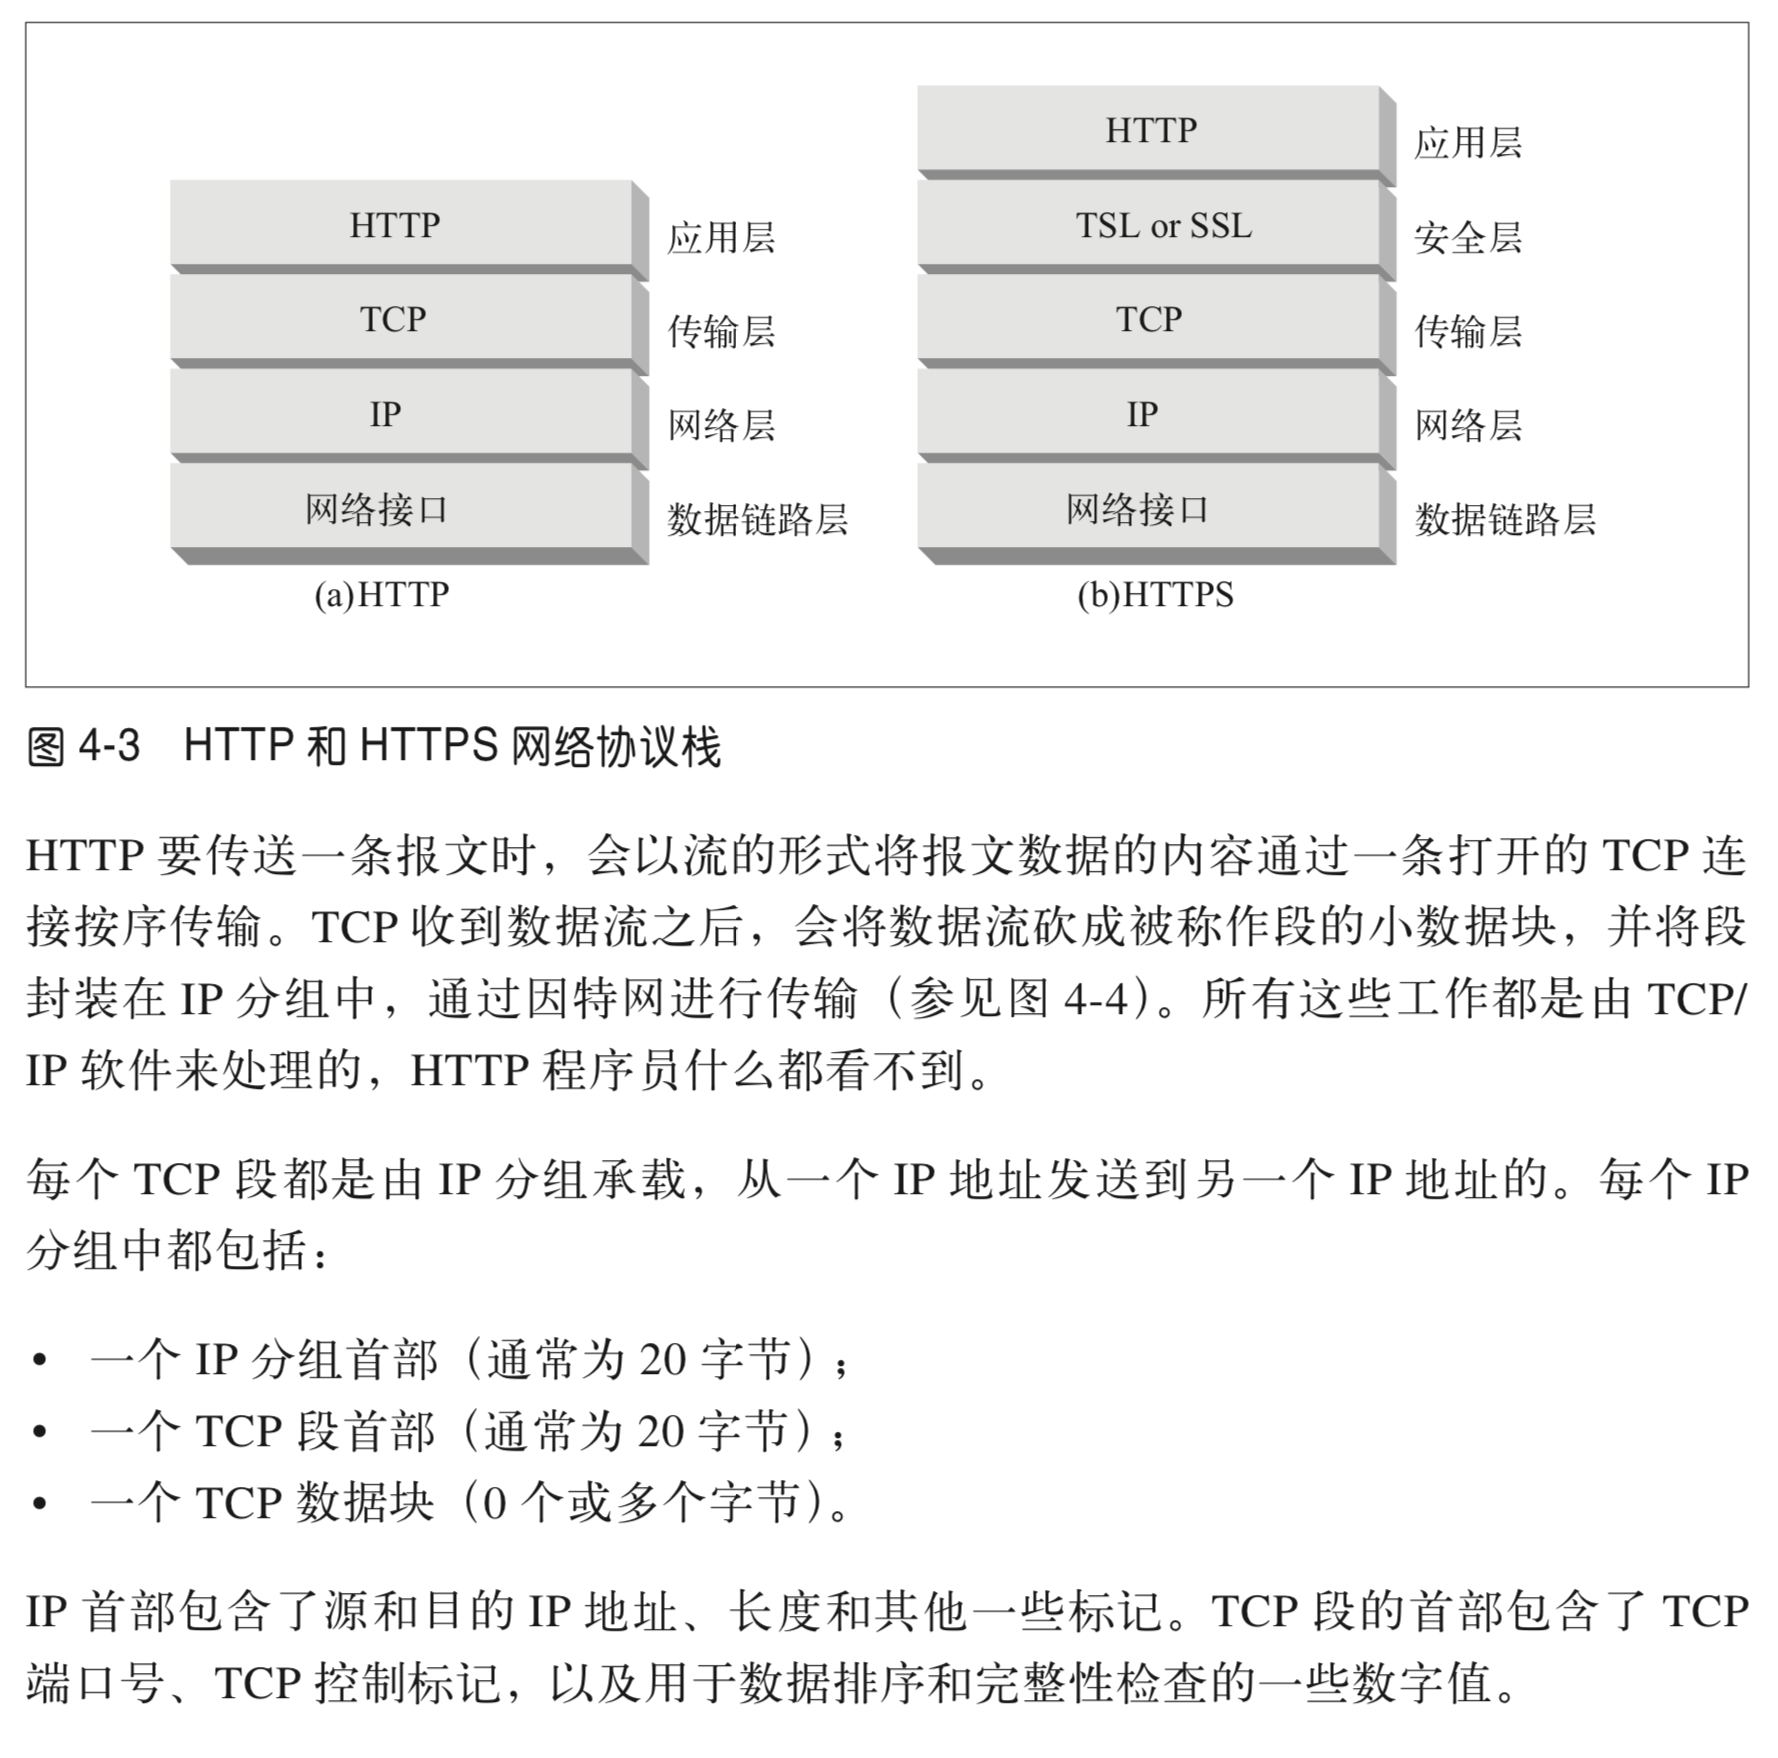 HTTP 应用层
TSL or SSL 安全层
TCP 传输层
IP 网络层
网络接口 数据链路层
(b)HTTPS
HTTP 应用层
TCP 传输层
IP 网络层
网络接口 数据链路层
(a)HTTP
图 4-3 HTTP 和 HTTPS 网络协议栈
HTTP 要传送一条报文时，会以流的形式将报文数据的内容通过一条打开的 TCP 连
接按序传输。TCP 收到数据流之后，会将数据流砍成被称作段的小数据块，并将段
封装在 IP 分组中，通过因特网进行传输（参见图 4-4）。所有这些工作都是由 TCP/
IP 软件来处理的，HTTP 程序员什么都看不到。
每个 TCP 段都是由 IP 分组承载，从一个 IP 地址发送到另一个 IP 地址的。每个 IP
分组中都包括：
• 一个 IP 分组首部（通常为 20 字节）；
• 一个 TCP 段首部（通常为 20 字节）；
• 一个 TCP 数据块（0 个或多个字节）。
IP 首部包含了源和目的 IP 地址、长度和其他一些标记。TCP 段的首部包含了 TCP
端口号、TCP 控制标记，以及用于数据排序和完整性检查的一些数字值。